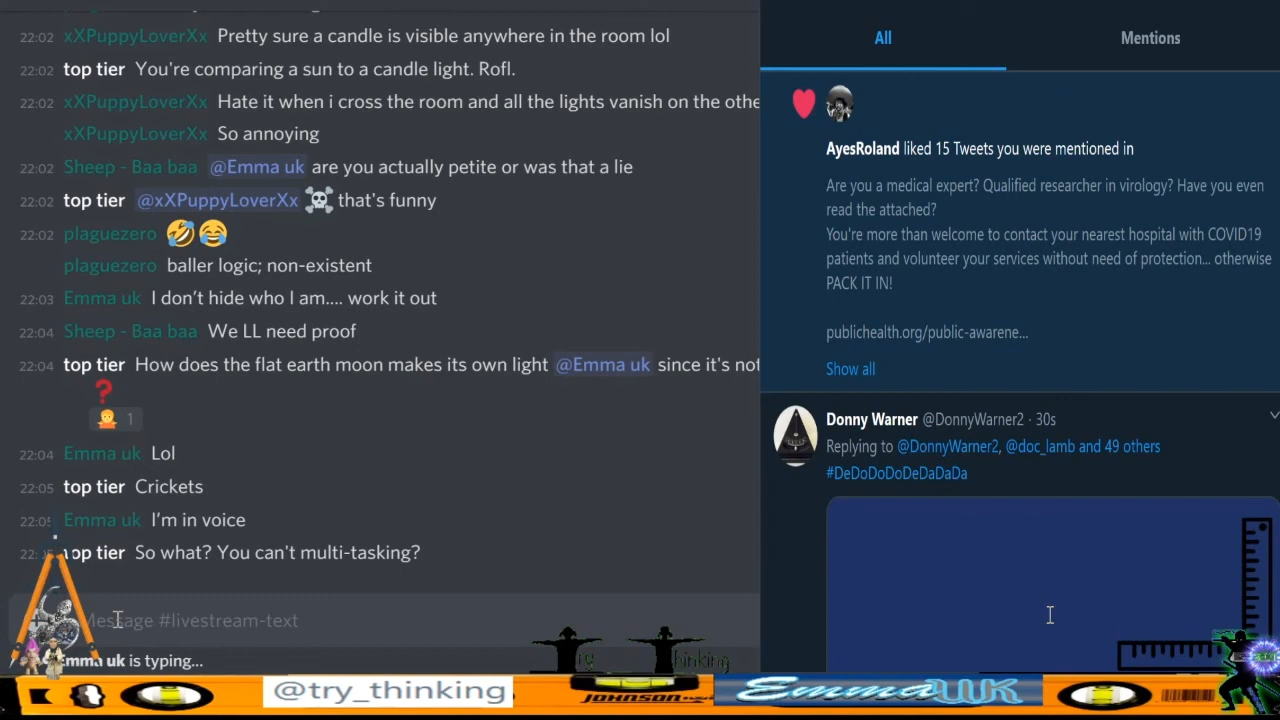 22:02 xXPuppyLoverXx Pretty sure a candle is visible anywhere in the room lol
22:02 top tier You're comparing a sun to a candle light. Rofl.
22:02 xXPuppyLoverXx Hate it when i cross the room and all the lights vanish on the othe
xXPuppyLoverXx So annoying
22:02 Sheep - Baa baa @Emma uk are you actually petite or was that a lie
22:02 top tier @xXPuppyLoverXx ☠️ that's funny
22:02 plaguezero 🤣😂
plaguezero baller logic; non-existent
22:03 Emma uk I don't hide who I am.... work it out
22:04 Sheep - Baa baa We LL need proof
22:04 top tier How does the flat earth moon makes its own light @Emma uk since it's not
❓
1
22:04 Emma uk Lol
22:05 top tier Crickets
22:05 Emma uk I'm in voice
22: top tier So what? You can't multi-tasking?
Message #livestream-text
Emma uk is typing...
All
Mentions
AyesRoland liked 15 Tweets you were mentioned in
Are you a medical expert? Qualified researcher in virology? Have you even
read the attached?
You're more than welcome to contact your nearest hospital with COVID19
patients and volunteer your services without need of protection... otherwise
PACK IT IN!
publichealth.org/public-awarene...
Show all
Donny Warner @DonnyWarner2 · 30s
Replying to @DonnyWarner2, @doc_lamb and 49 others
#DeDoDoDoDeDaDaDa
Try Thinking
@try_thinking
JOHNSON
EmmaUK